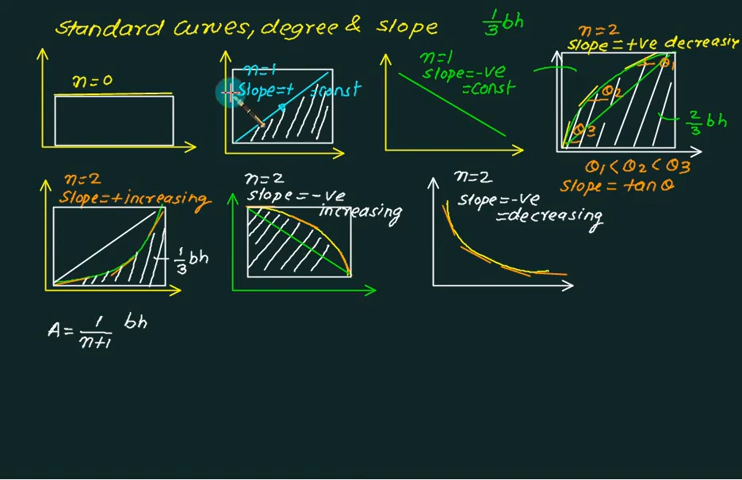 Standard Curves, degree & slope
1/3 bh
n=0
n=1
slope=+ =const
n=1
slope=-ve
=const
n=2
slope=+ve decreasin
θ1
θ2
θ3
2/3 bh
θ1<θ2<θ3
slope=tanθ
n=2
slope=+increasing
1/3 bh
n=2
slope=-ve
increasing
n=2
slope=-ve
=decreasing
A= 1/n+1 bh